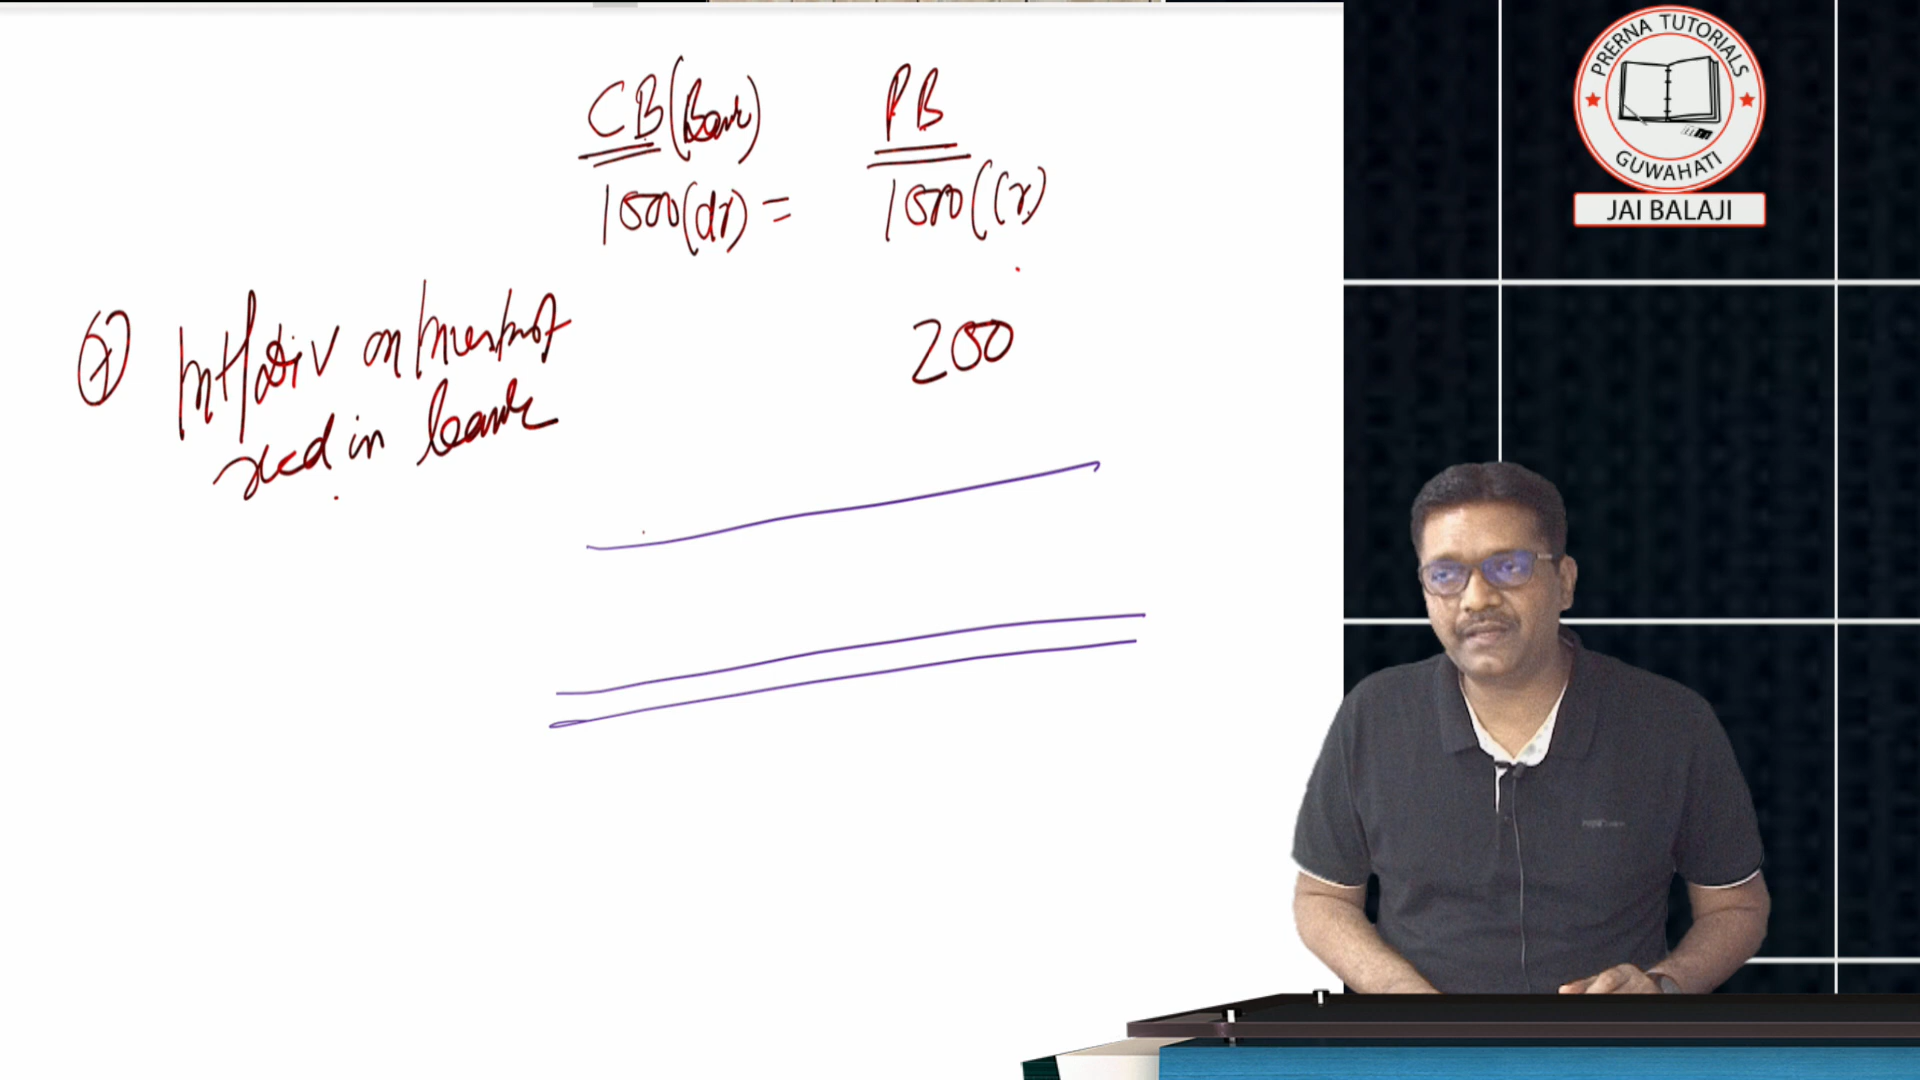 CB (Bank) PB
1500 (dr) = 1500 (Cr)
7 Int/div on Investment 200
recd in bank
PRERNA TUTORIALS
GUWAHATI
JAI BALAJI